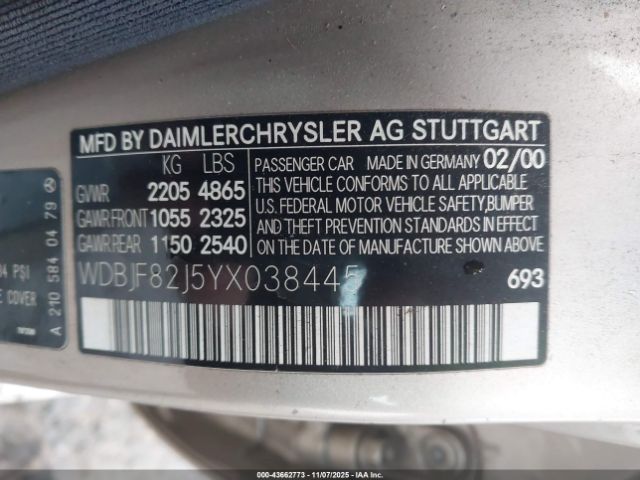 MFD BY DAIMLERCHRYSLER AG STUTTGART
KG LBS
GVWR 2205 4865
GAWR FRONT 1055 2325
GAWR REAR 1150 2540
PASSENGER CAR MADE IN GERMANY 02/00
THIS VEHICLE CONFORMS TO ALL APPLICABLE
U.S. FEDERAL MOTOR VEHICLE SAFETY, BUMPER
AND THEFT PREVENTION STANDARDS IN EFFECT
ON THE DATE OF MANUFACTURE SHOWN ABOVE.
WDBJF82J5YX038445
693
A 210 584 04 79
PSI
COVER
000-43662773 - 11/07/2025 - IAA, Inc.